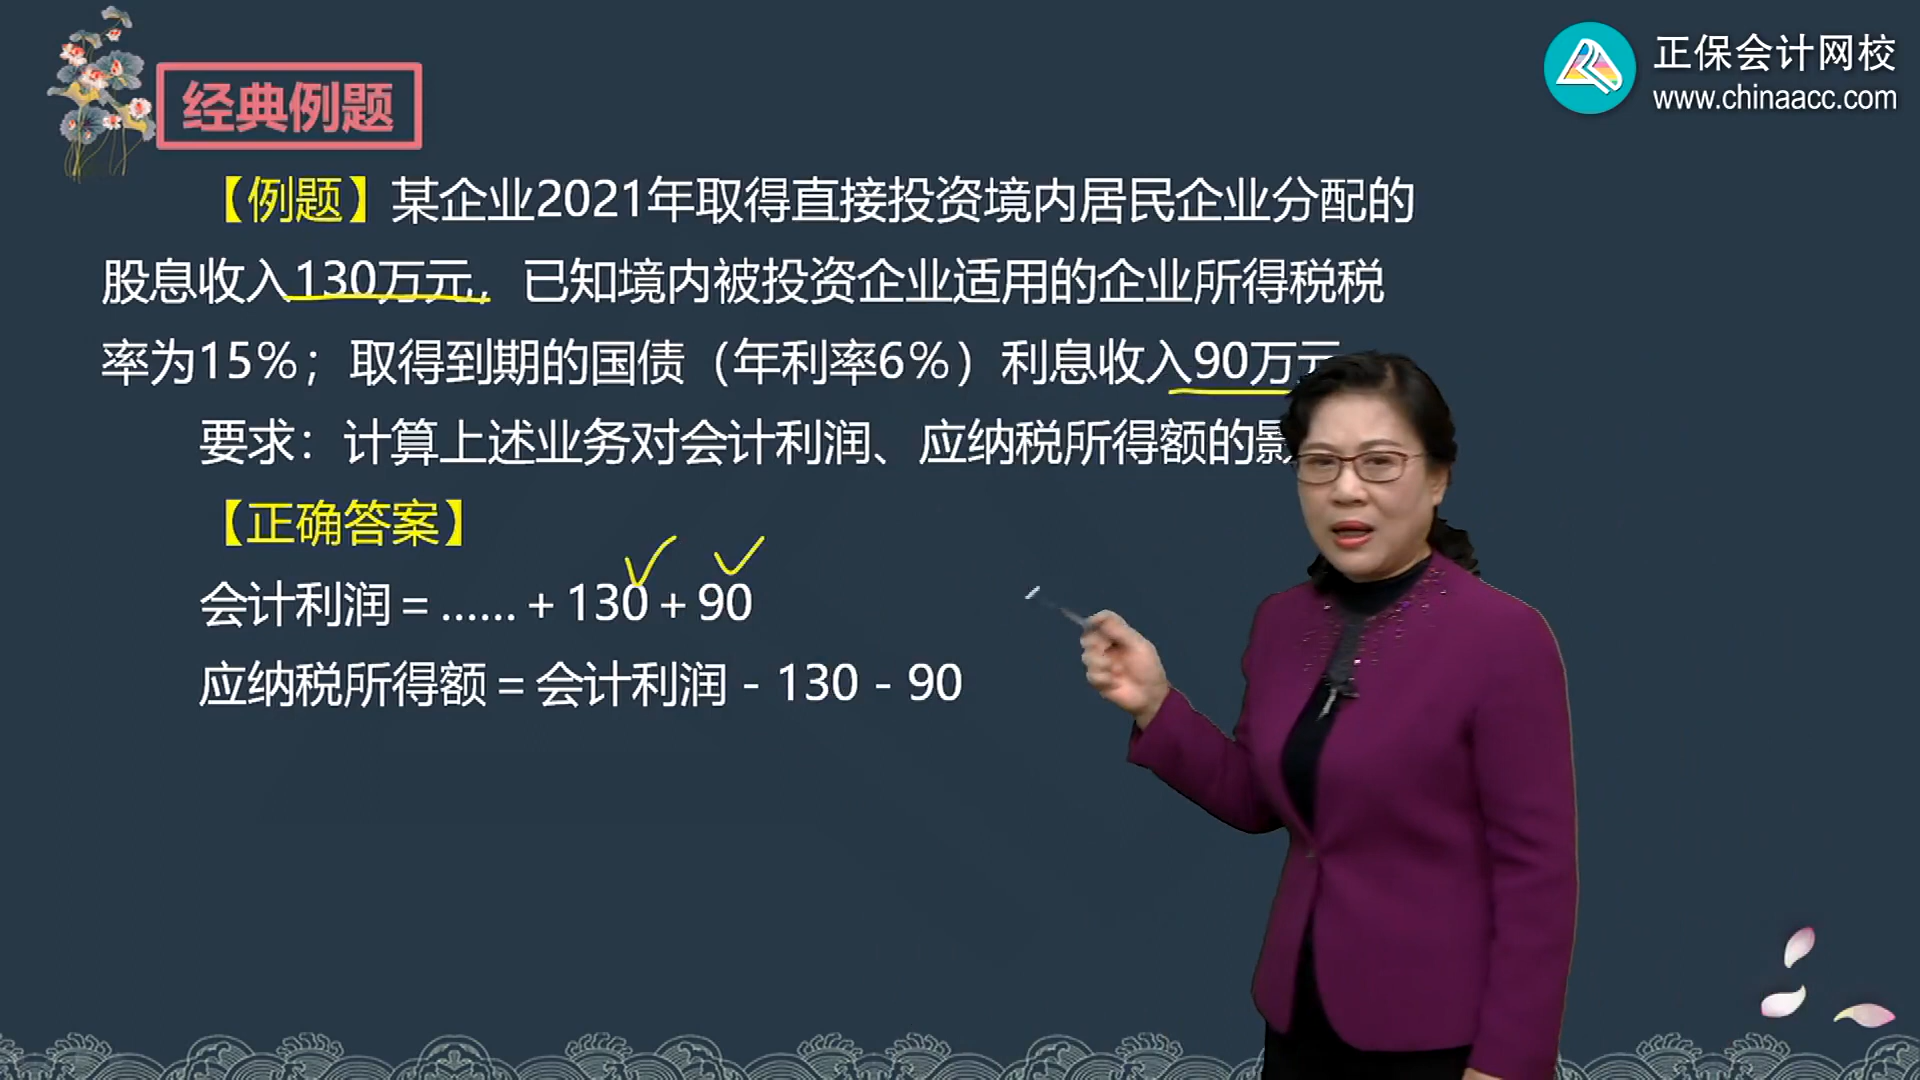 正保会计网校
www.chinaacc.com
经典例题
【例题】某企业2021年取得直接投资境内居民企业分配的
股息收入130万元，已知境内被投资企业适用的企业所得税税
率为15%；取得到期的国债（年利率6%）利息收入90万元
要求：计算上述业务对会计利润、应纳税所得额的影
【正确答案】
会计利润＝……＋130＋90
应纳税所得额＝会计利润－130－90